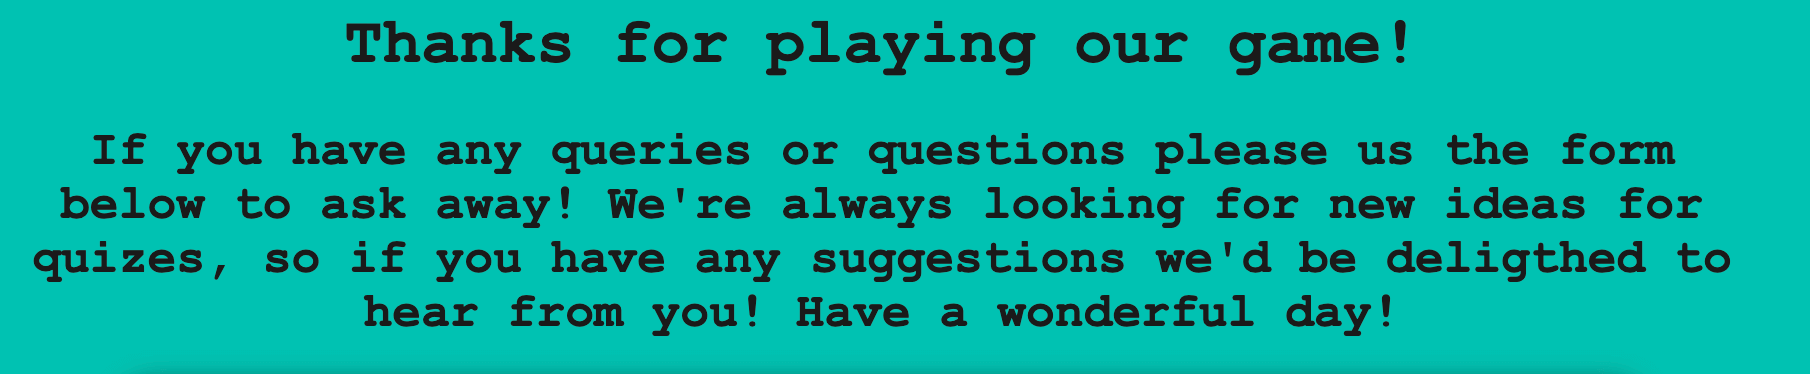 Thanks for playing our game!
If you have any queries or questions please us the form
below to ask away! We're always looking for new ideas for
quizes, so if you have any suggestions we'd be deligthed to
hear from you! Have a wonderful day!